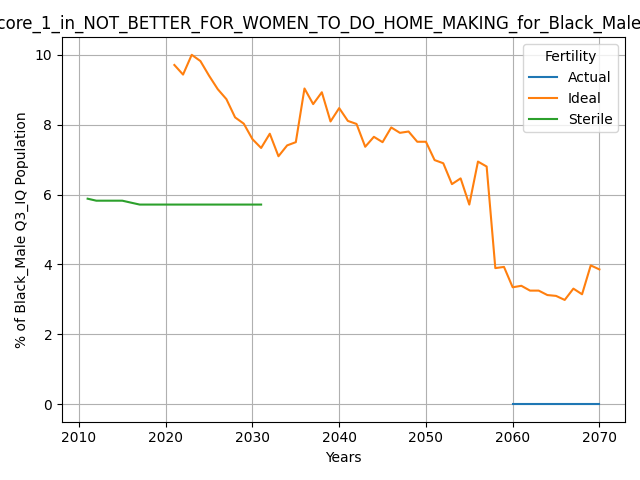 core_1_in_NOT_BETTER_FOR_WOMEN_TO_DO_HOME_MAKING_for_Black_Male
% of Black_Male Q3_IQ Population
10
8
6
4
2
0
Fertility
Actual
Ideal
Sterile
2010 2020 2030 2040 2050 2060 2070
Years